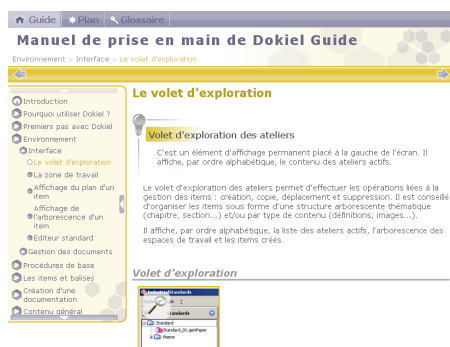 Guide Plan Glossaire
Manuel de prise en main de Dokiel Guide
Environnement > Interface > Le volet d'exploration
Introduction
Pourquoi utiliser Dokiel ?
Premiers pas avec Dokiel
Environnement
Interface
Le volet d'exploration
La zone de travail
Affichage du plan d'un
item
Affichage de
l'arborescence d'un
item
Editeur standard
Gestion des documents
Procédures de base
Les items et balises
Création d'une
documentation
Contenu général
Le volet d'exploration
Volet d'exploration des ateliers
C'est un élément d'affichage permanent placé à la gauche de l'écran. Il
affiche, par ordre alphabétique, le contenu des ateliers actifs.
Le volet d'exploration des ateliers permet d'effectuer les opérations liées à la
gestion des items : création, copie, déplacement et suppression. Il est conseillé
d'organiser les items sous forme d'une structure arborescente thématique
(chapitre, section...) et/ou par type de contenu (définitions, images...).
Il affiche, par ordre alphabétique, la liste des ateliers actifs, l'arborescence des
espaces de travail et les items créés.
Volet d'exploration
Standards
Standard
Standard_01.genPaper
theme